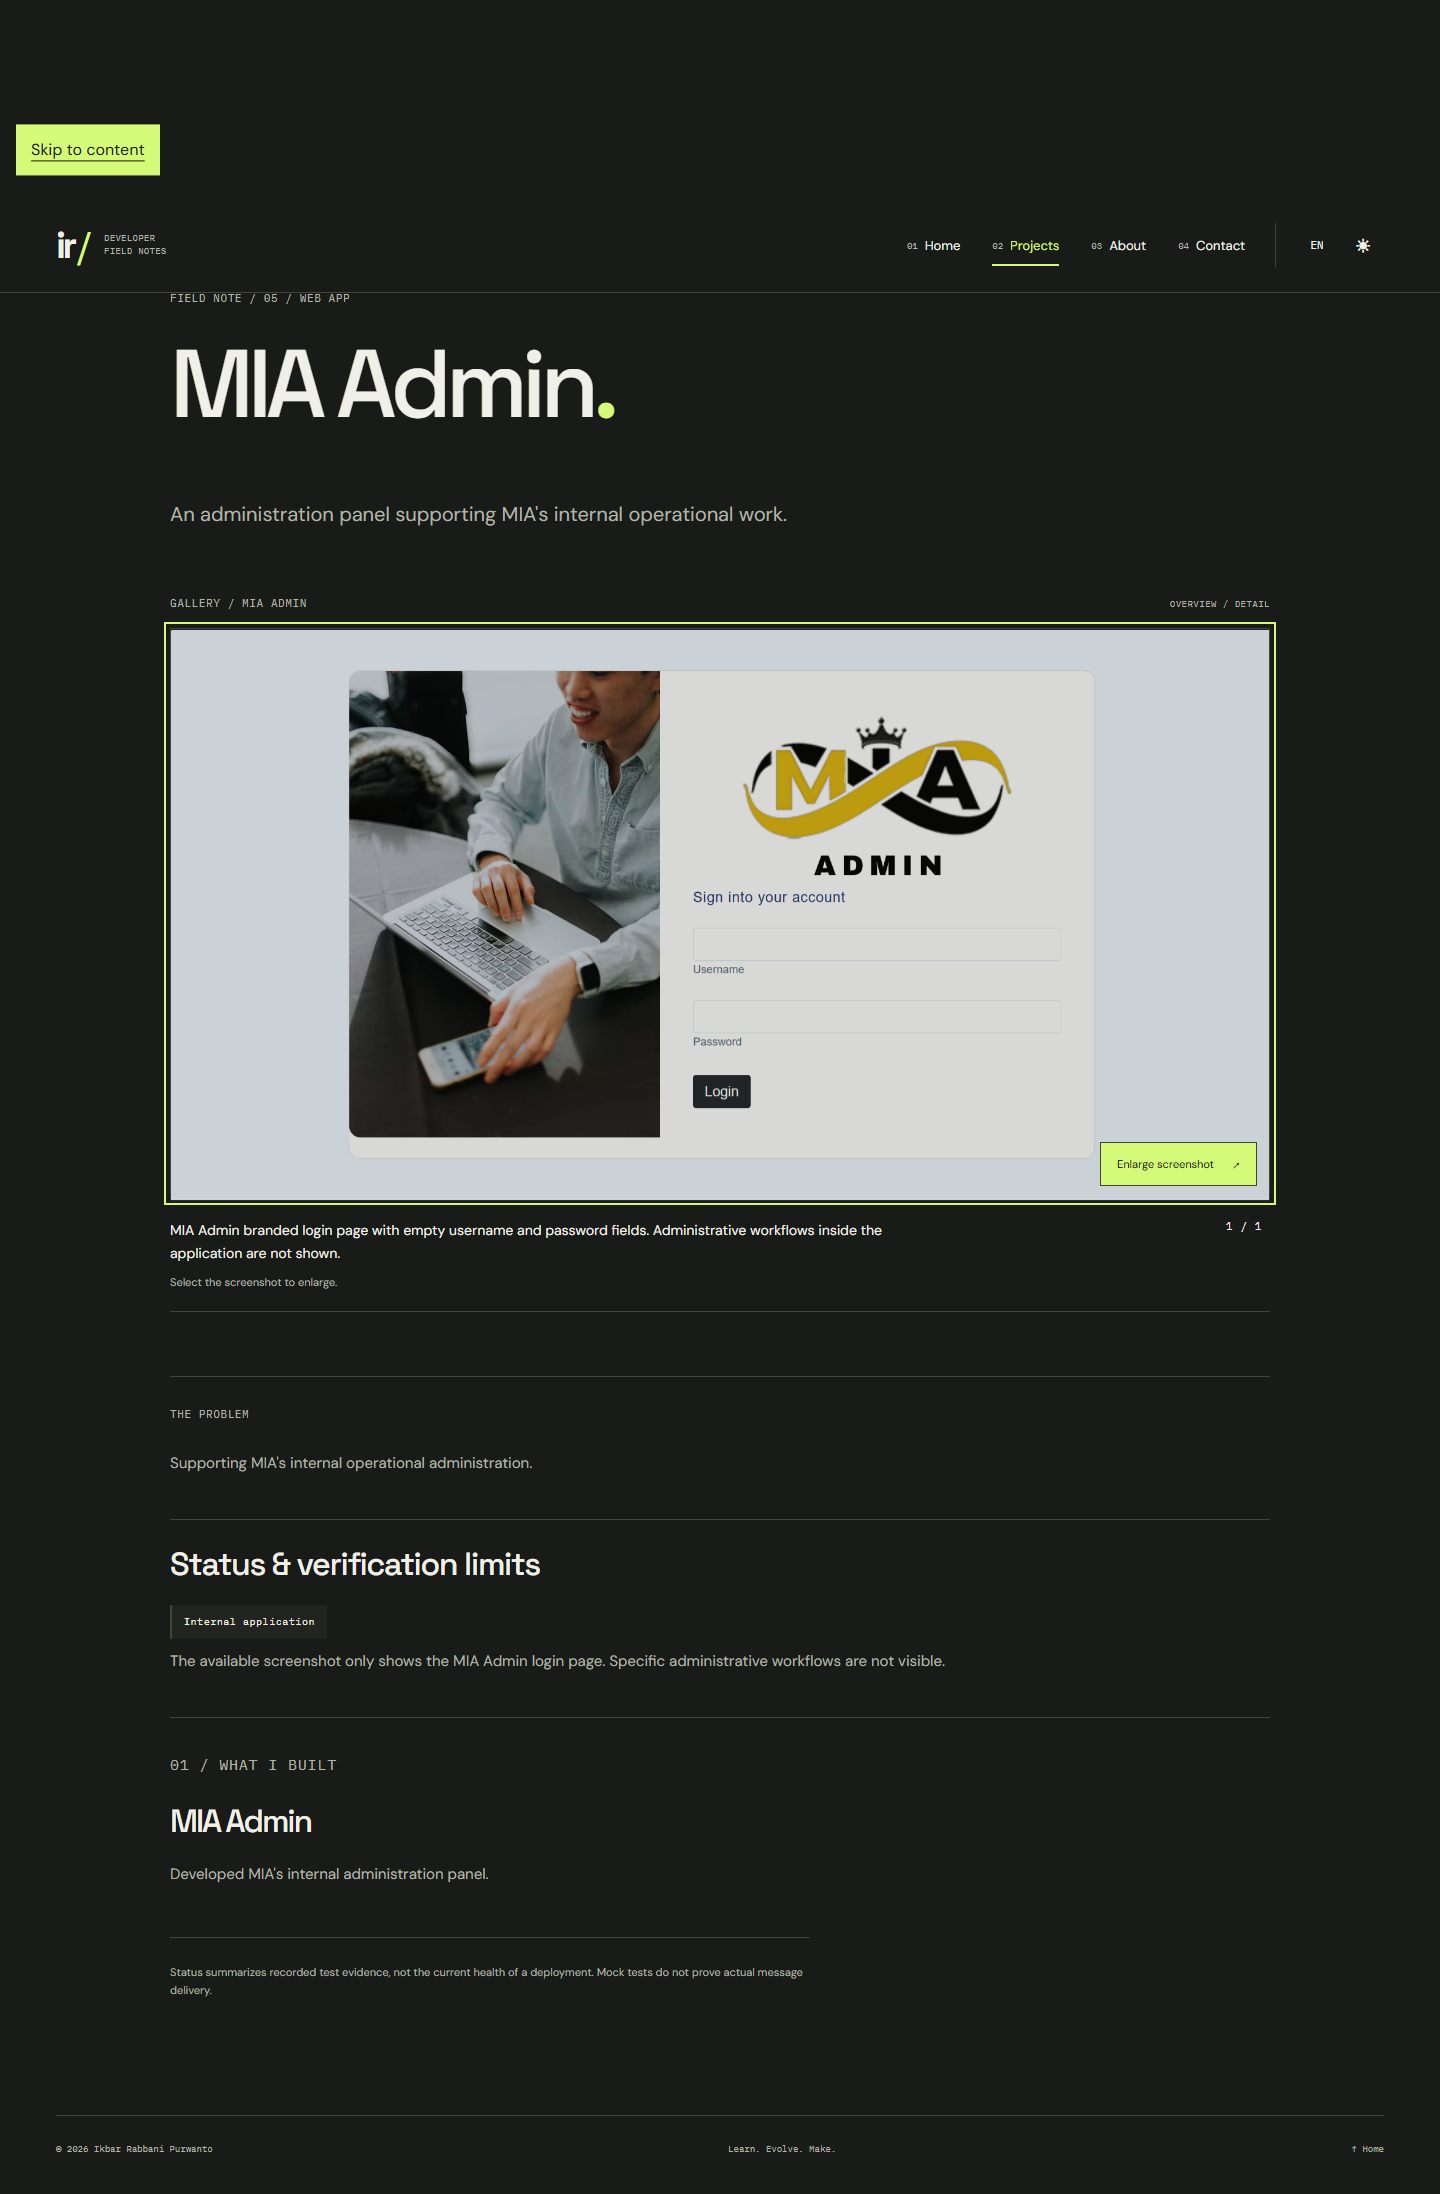 Skip to content
ir/
DEVELOPER
FIELD NOTES
01 Home
02 Projects
03 About
04 Contact
EN
FIELD NOTE / 05 / WEB APP
MIA Admin.
An administration panel supporting MIA's internal operational work.
GALLERY / MIA ADMIN
OVERVIEW / DETAIL
MIA
ADMIN
Sign into your account
Username
Password
Login
Enlarge screenshot ↗
MIA Admin branded login page with empty username and password fields. Administrative workflows inside the
application are not shown.
1 / 1
Select the screenshot to enlarge.
THE PROBLEM
Supporting MIA's internal operational administration.
Status & verification limits
Internal application
The available screenshot only shows the MIA Admin login page. Specific administrative workflows are not visible.
01 / WHAT I BUILT
MIA Admin
Developed MIA's internal administration panel.
Status summarizes recorded test evidence, not the current health of a deployment. Mock tests do not prove actual message
delivery.
© 2026 Ikbar Rabbani Purwanto
Learn. Evolve. Make.
↑ Home